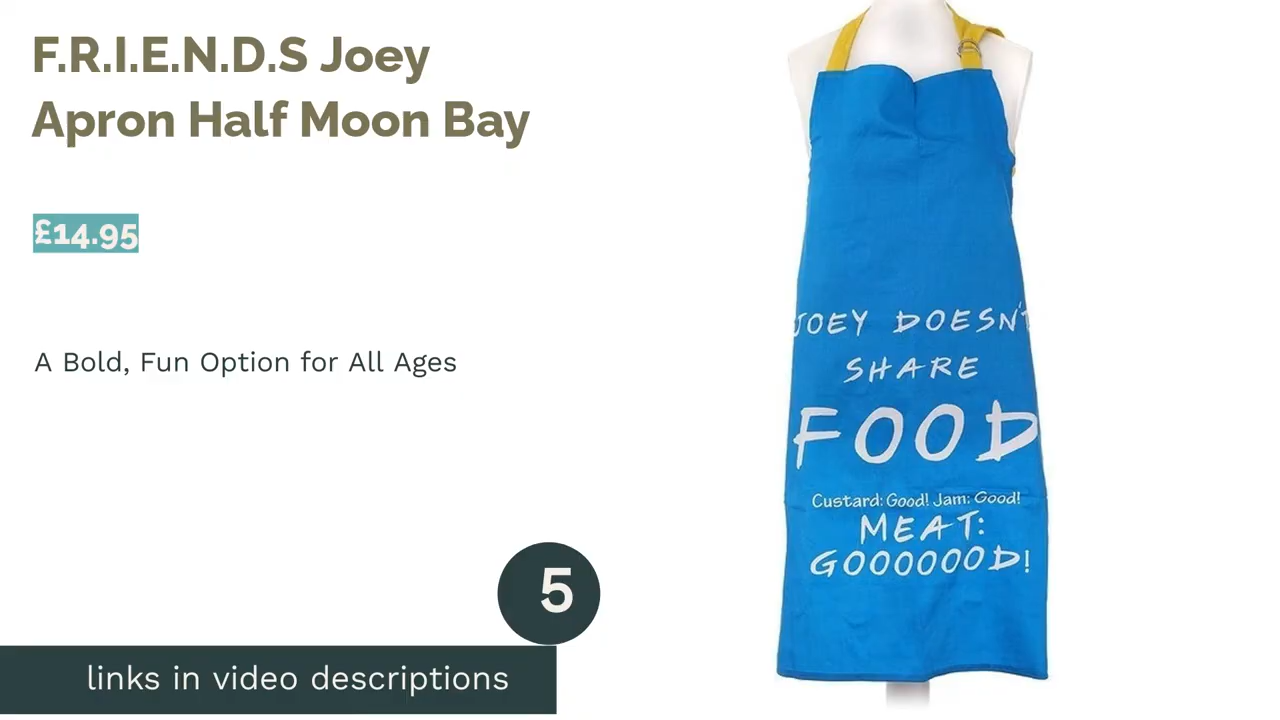 F.R.I.E.N.D.S Joey
Apron Half Moon Bay
£14.95
A Bold, Fun Option for All Ages
5
links in video descriptions
JOEY DOESN'T
SHARE
FOOD
Custard: Good! Jam: Good!
MEAT:
GOOOOOOD!